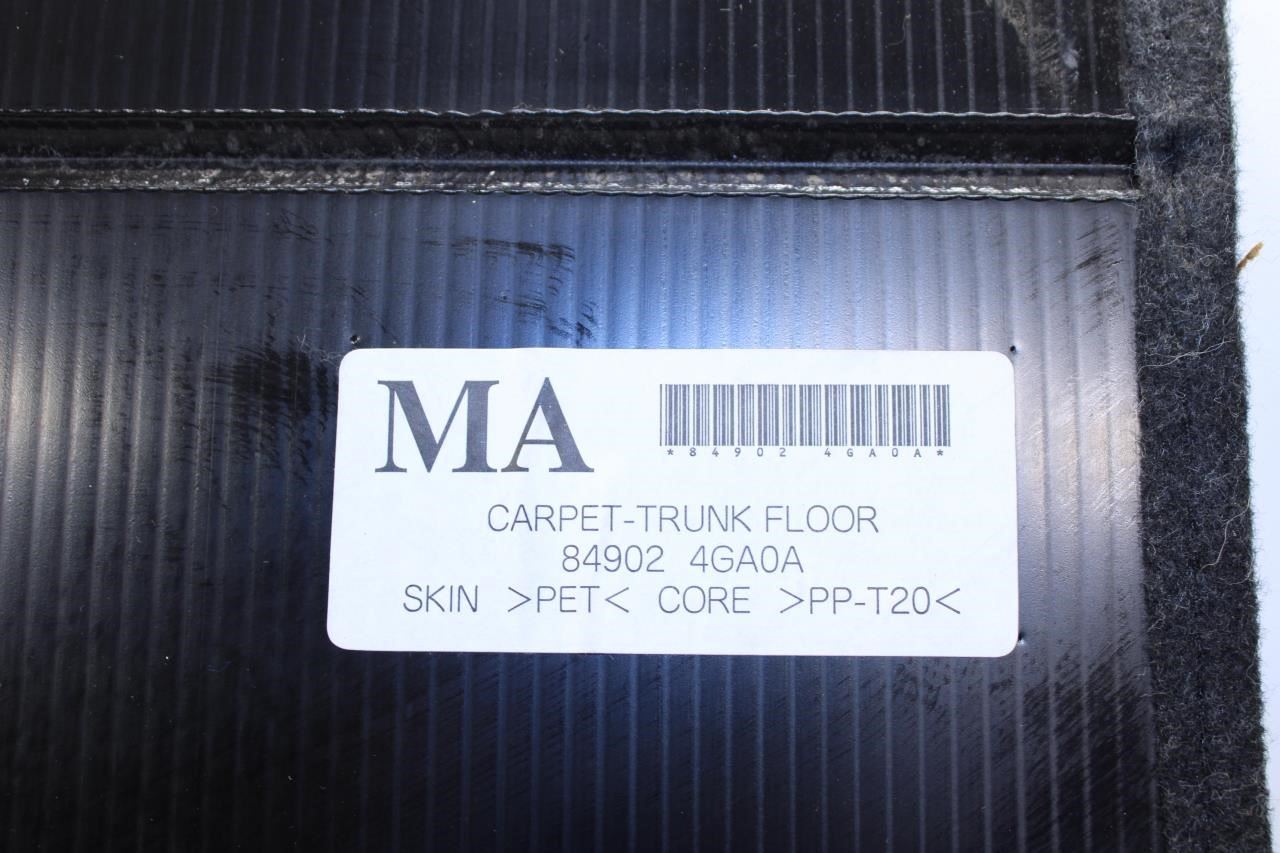 MA
*84902 4GA0A*
CARPET-TRUNK FLOOR
84902 4GA0A
SKIN >PET< CORE >PP-T20<